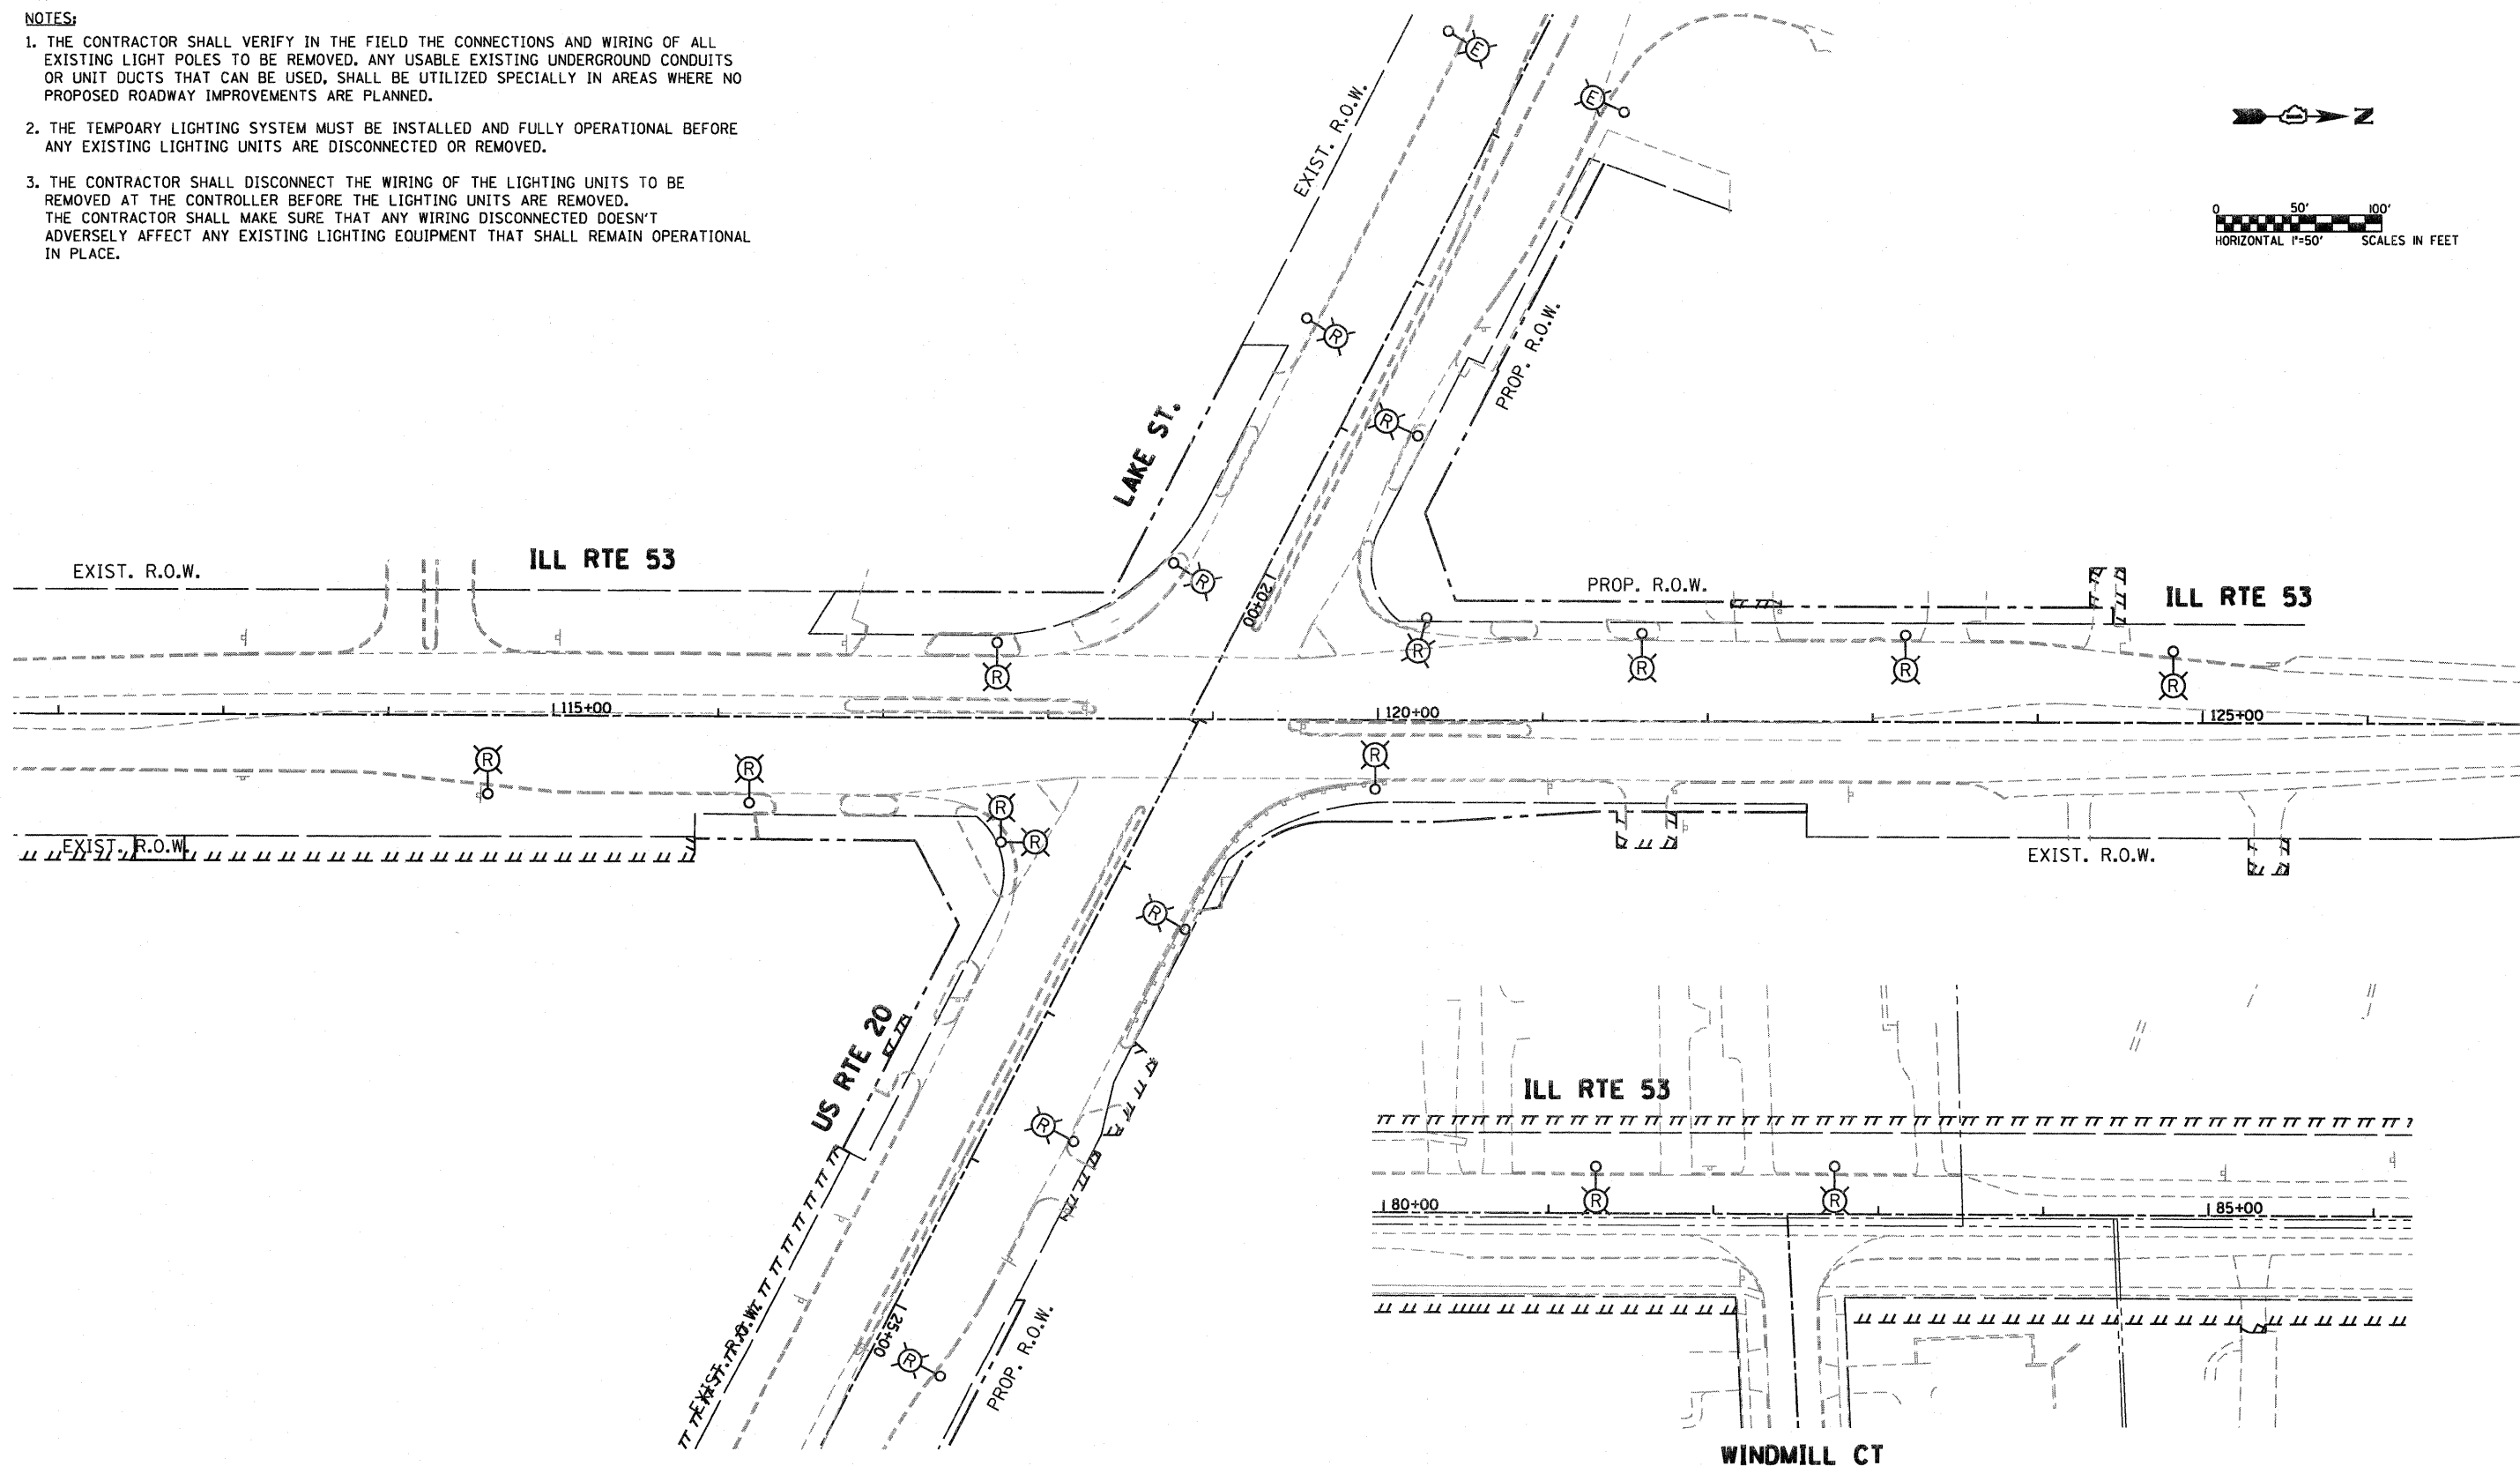 NOTES:
1. THE CONTRACTOR SHALL VERIFY IN THE FIELD THE CONNECTIONS AND WIRING OF ALL
EXISTING LIGHT POLES TO BE REMOVED. ANY USABLE EXISTING UNDERGROUND CONDUITS
OR UNIT DUCTS THAT CAN BE USED, SHALL BE UTILIZED SPECIALLY IN AREAS WHERE NO
PROPOSED ROADWAY IMPROVEMENTS ARE PLANNED.
2. THE TEMPOARY LIGHTING SYSTEM MUST BE INSTALLED AND FULLY OPERATIONAL BEFORE
ANY EXISTING LIGHTING UNITS ARE DISCONNECTED OR REMOVED.
3. THE CONTRACTOR SHALL DISCONNECT THE WIRING OF THE LIGHTING UNITS TO BE
REMOVED AT THE CONTROLLER BEFORE THE LIGHTING UNITS ARE REMOVED.
THE CONTRACTOR SHALL MAKE SURE THAT ANY WIRING DISCONNECTED DOESN'T
ADVERSELY AFFECT ANY EXISTING LIGHTING EQUIPMENT THAT SHALL REMAIN OPERATIONAL
IN PLACE.
N
0 50' 100'
HORIZONTAL 1"=50' SCALES IN FEET
E
E
EXIST. R.O.W.
R
PROP. R.O.W.
R
LAKE ST.
ILL RTE 53
EXIST. R.O.W.
R
120+00
PROP. R.O.W.
ILL RTE 53
R
R
R
R
R
115+00
120+00
125+00
R
R
R
R
R
EXIST. R.O.W.
EXIST. R.O.W.
R
US RTE 20
R
EXIST. R.O.W.
125+00
R
PROP. R.O.W.
ILL RTE 53
R
R
80+00
85+00
WINDMILL CT